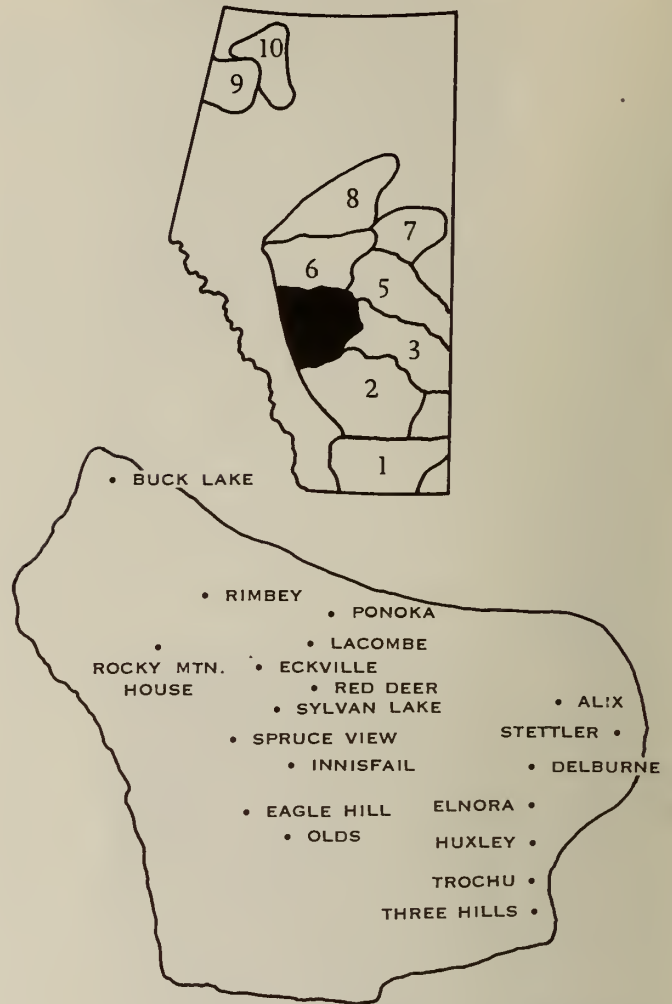 10
9
8
7
6
5
3
2
1
BUCK LAKE
RIMBEY
PONOKA
LACOMBE
ROCKY MTN.
HOUSE
ECKVILLE
RED DEER
SYLVAN LAKE
ALIX
STETTLER
SPRUCE VIEW
INNISFAIL
DELBURNE
EAGLE HILL
ELNORA
OLDS
HUXLEY
TROCHU
THREE HILLS